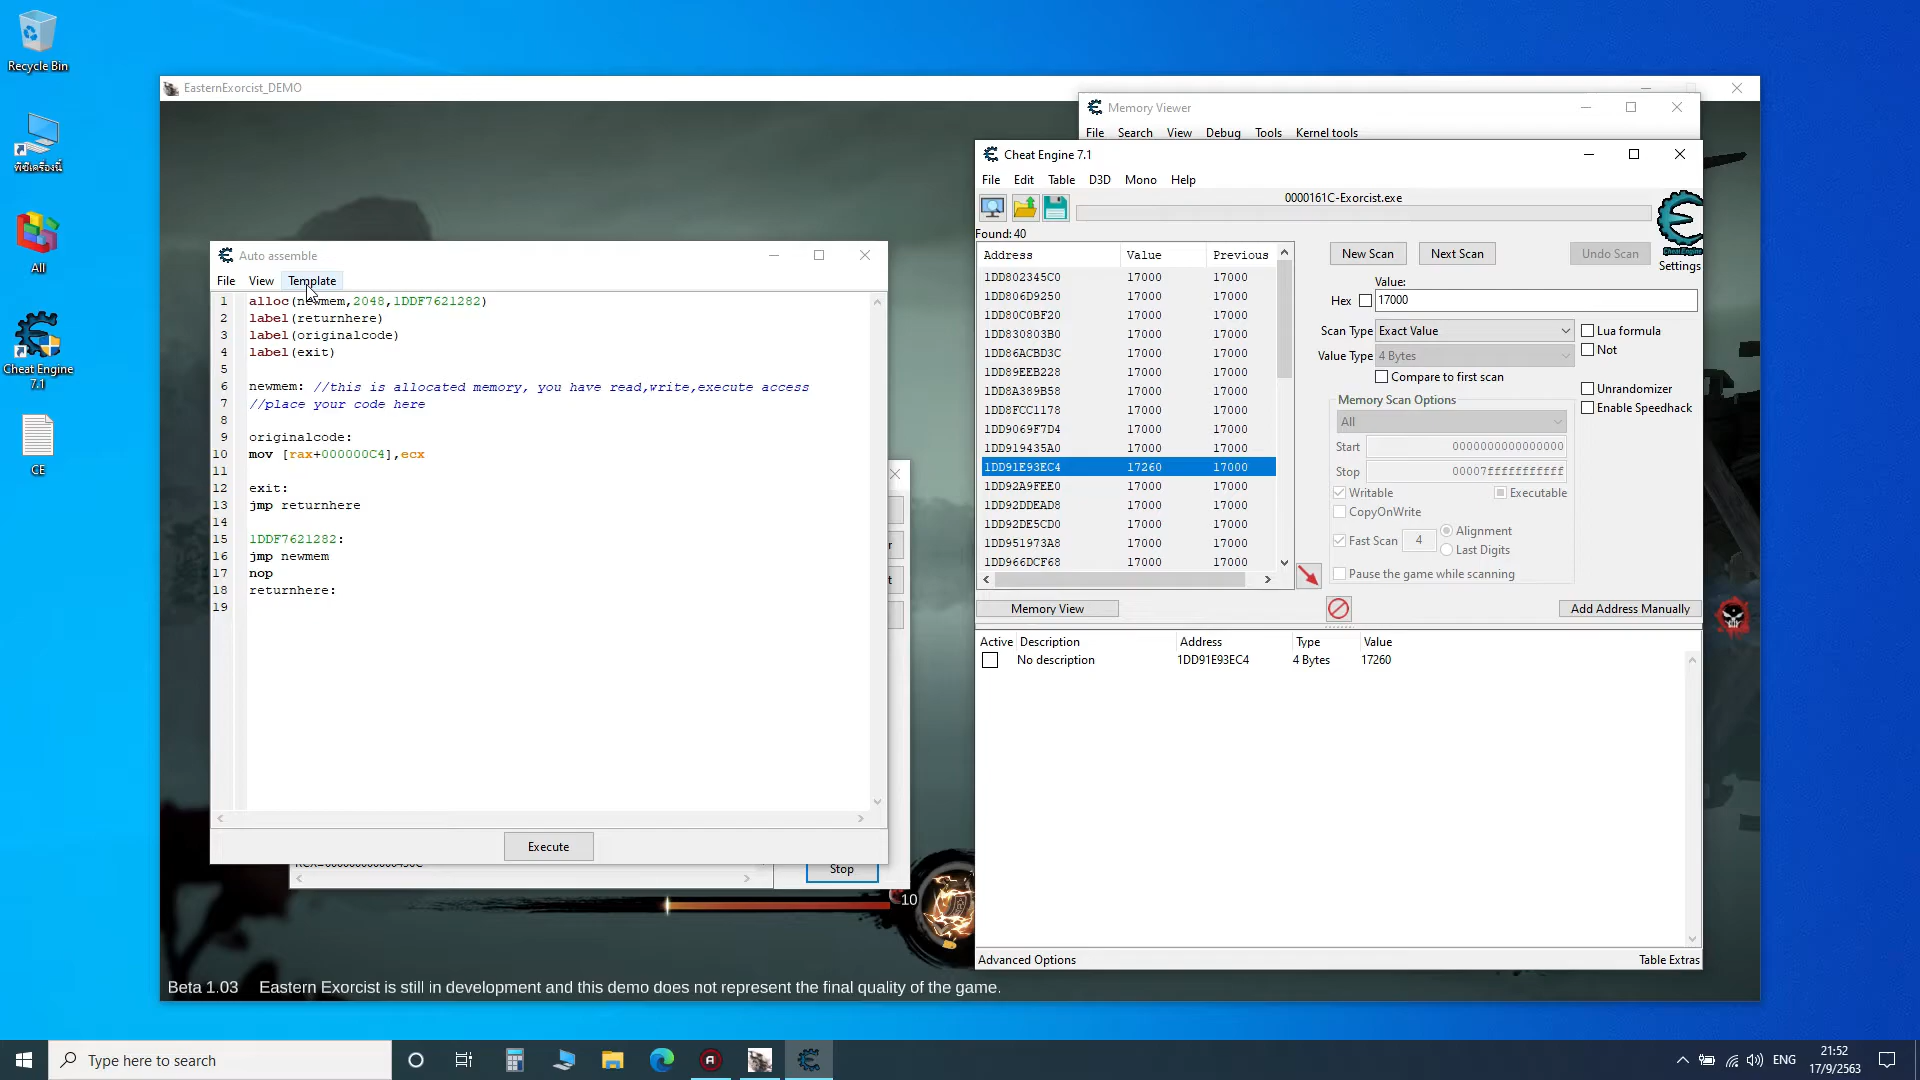 Recycle Bin
พีซีเครื่องนี้
All
Cheat Engine
7.1
CE
EasternExorcist_DEMO
Memory Viewer
File Search View Debug Tools Kernel tools
Cheat Engine 7.1
File Edit Table D3D Mono Help
0000161C-Exorcist.exe
Found: 40
Address Value Previous
1DD802345C0 17000 17000
1DD806D9250 17000 17000
1DD80C0BF20 17000 17000
1DD830803B0 17000 17000
1DD86ACBD3C 17000 17000
1DD89EEB228 17000 17000
1DD8A389B58 17000 17000
1DD8FCC1178 17000 17000
1DD9069F7D4 17000 17000
1DD919435A0 17000 17000
1DD91E93EC4 17260 17000
1DD92A9FEE0 17000 17000
1DD92DDEAD8 17000 17000
1DD92DE5CD0 17000 17000
1DD951973A8 17000 17000
1DD966DCF68 17000 17000
New Scan Next Scan Undo Scan
Settings
Value:
Hex 17000
Scan Type Exact Value
Lua formula
Not
Value Type 4 Bytes
Compare to first scan
Unrandomizer
Enable Speedhack
Memory Scan Options
All
Start 0000000000000000
Stop 00007fffffffffff
Writable Executable
CopyOnWrite
Fast Scan 4 Alignment
Last Digits
Pause the game while scanning
Memory View
Add Address Manually
Active Description Address Type Value
No description 1DD91E93EC4 4 Bytes 17260
Advanced Options Table Extras
Auto assemble
File View Template
1 alloc(newmem,2048,1DDF7621282)
2 label(returnhere)
3 label(originalcode)
4 label(exit)
5
6 newmem: //this is allocated memory, you have read,write,execute access
7 //place your code here
8
9 originalcode:
10 mov [rax+000000C4],ecx
11
12 exit:
13 jmp returnhere
14
15 1DDF7621282:
16 jmp newmem
17 nop
18 returnhere:
19
Execute
Stop
10
Beta 1.03 Eastern Exorcist is still in development and this demo does not represent the final quality of the game.
Type here to search
ENG
21:52
17/9/2563